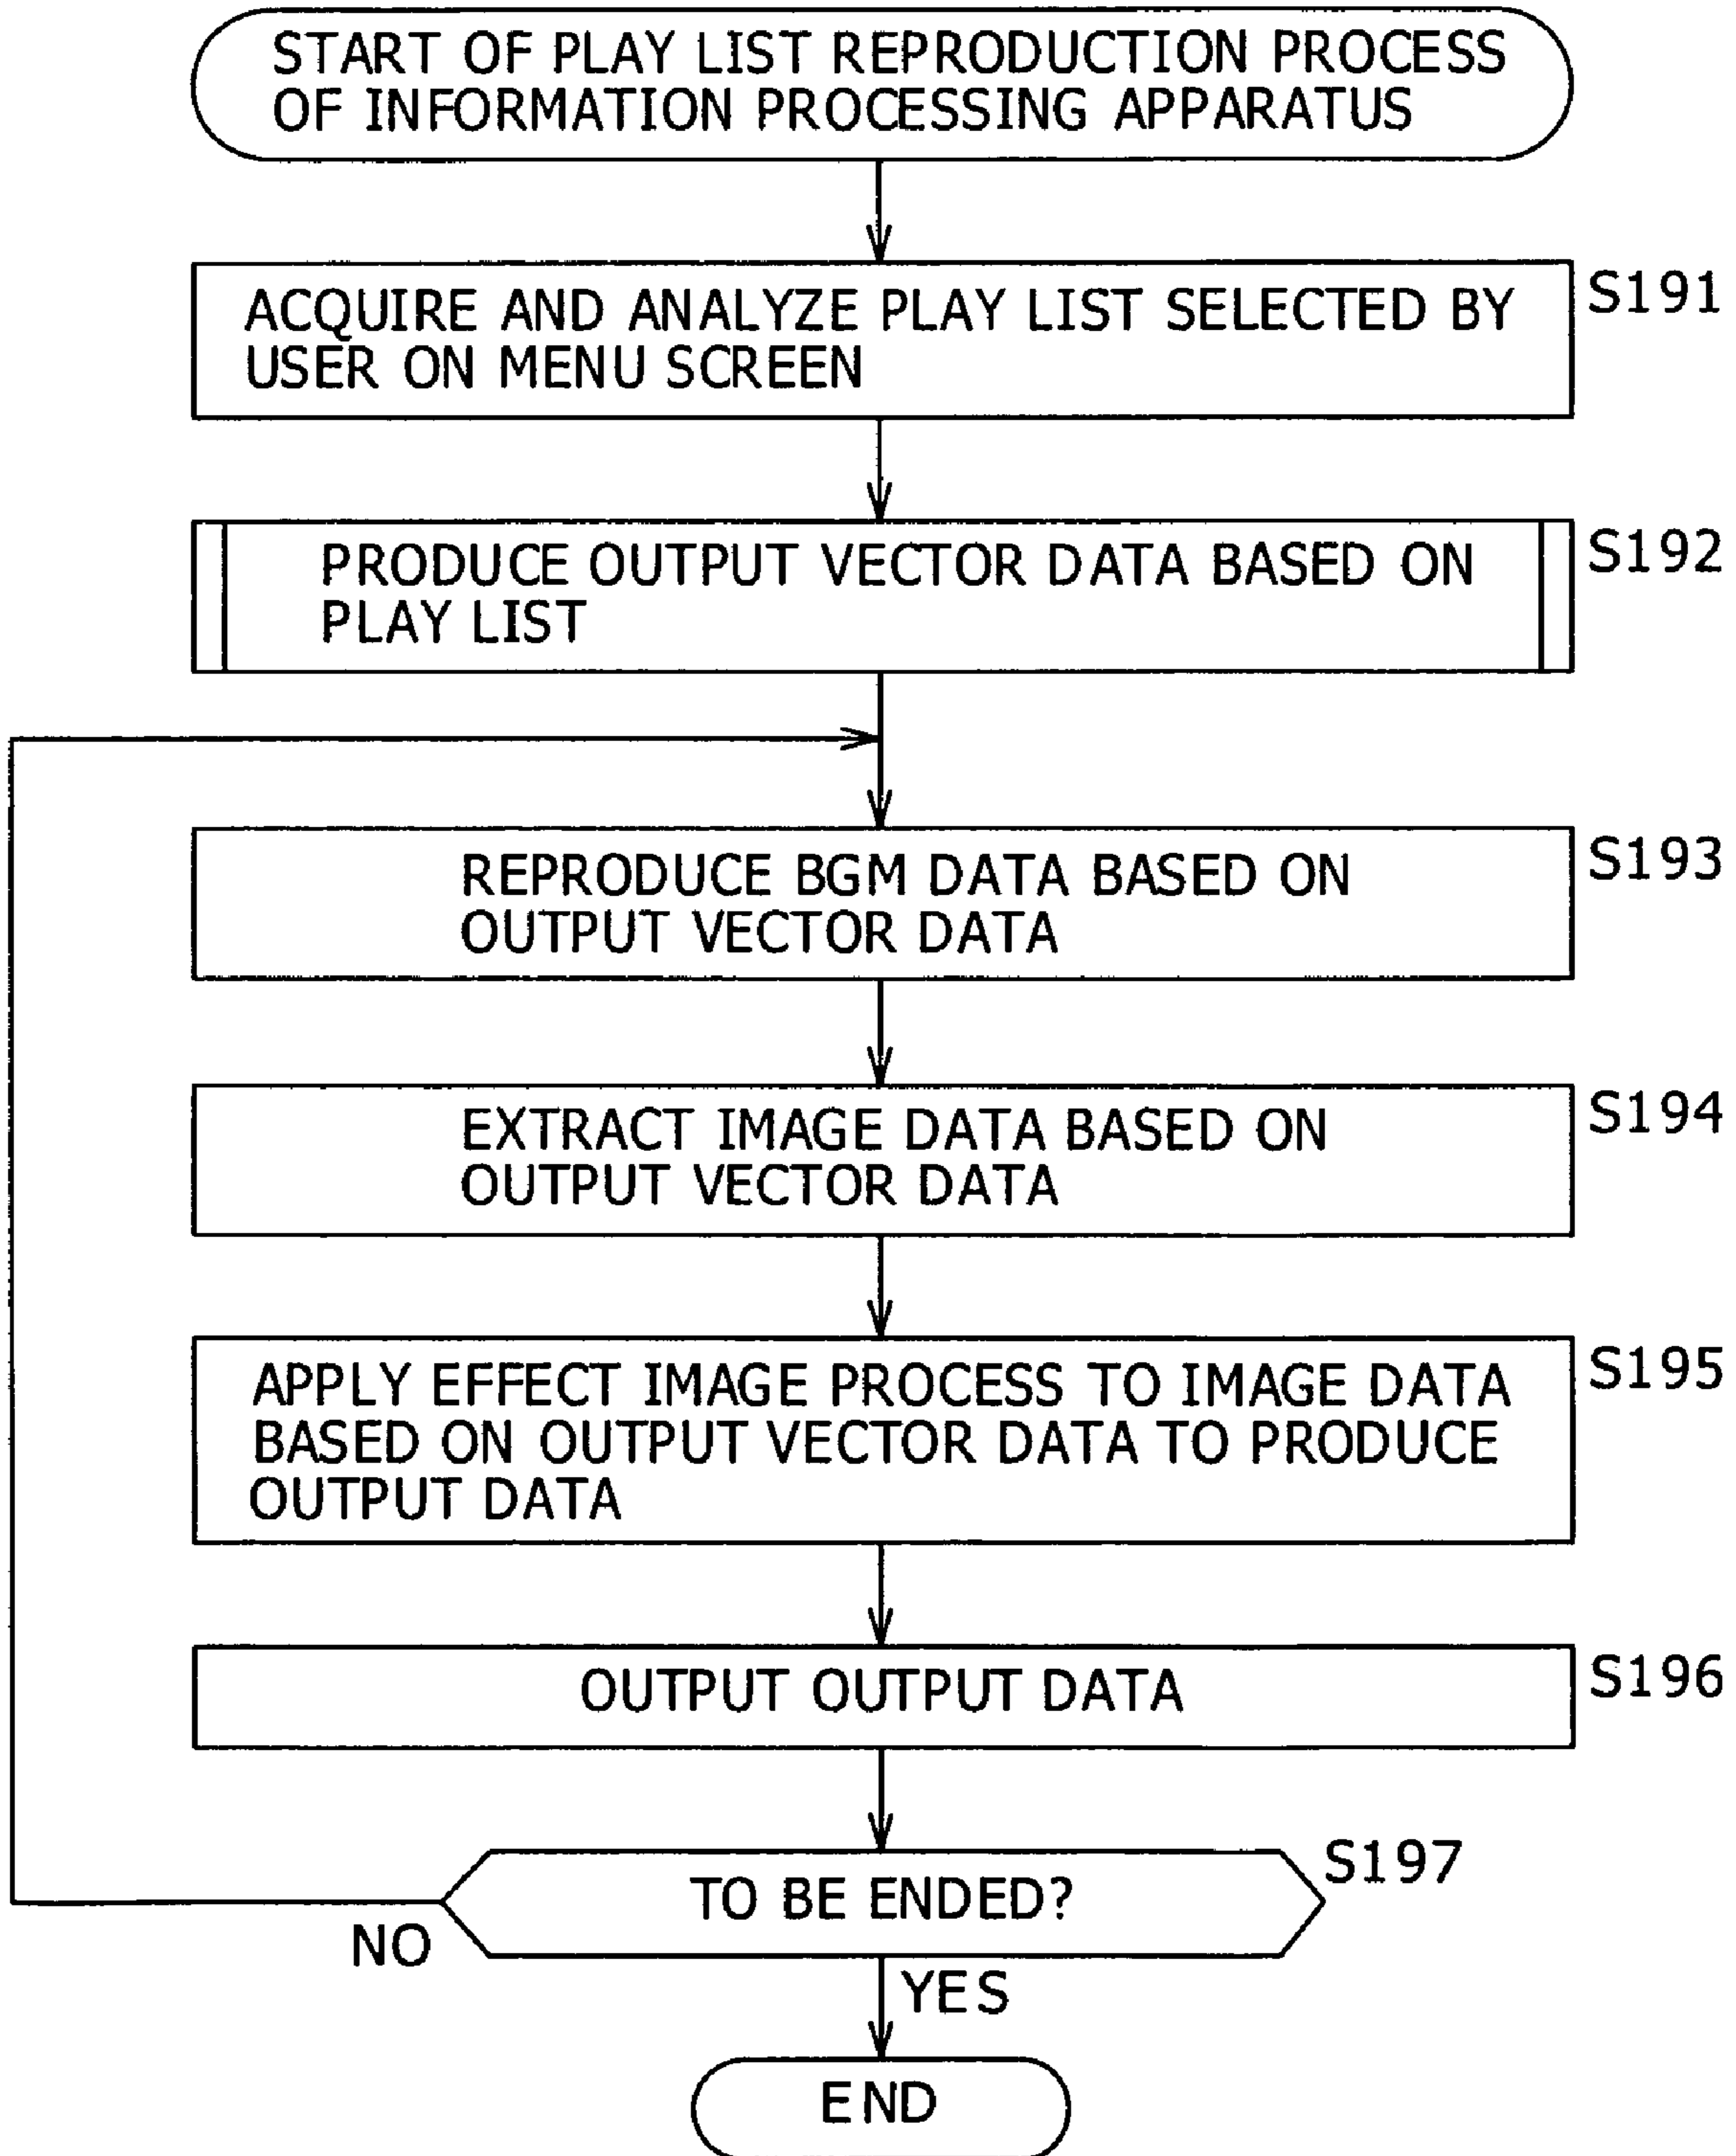 START OF PLAY LIST REPRODUCTION PROCESS
OF INFORMATION PROCESSING APPARATUS
ACQUIRE AND ANALYZE PLAY LIST SELECTED BY
USER ON MENU SCREEN
S191
PRODUCE OUTPUT VECTOR DATA BASED ON
PLAY LIST
S192
REPRODUCE BGM DATA BASED ON
OUTPUT VECTOR DATA
S193
EXTRACT IMAGE DATA BASED ON
OUTPUT VECTOR DATA
S194
APPLY EFFECT IMAGE PROCESS TO IMAGE DATA
BASED ON OUTPUT VECTOR DATA TO PRODUCE
OUTPUT DATA
S195
OUTPUT OUTPUT DATA
S196
TO BE ENDED?
S197
NO
YES
END